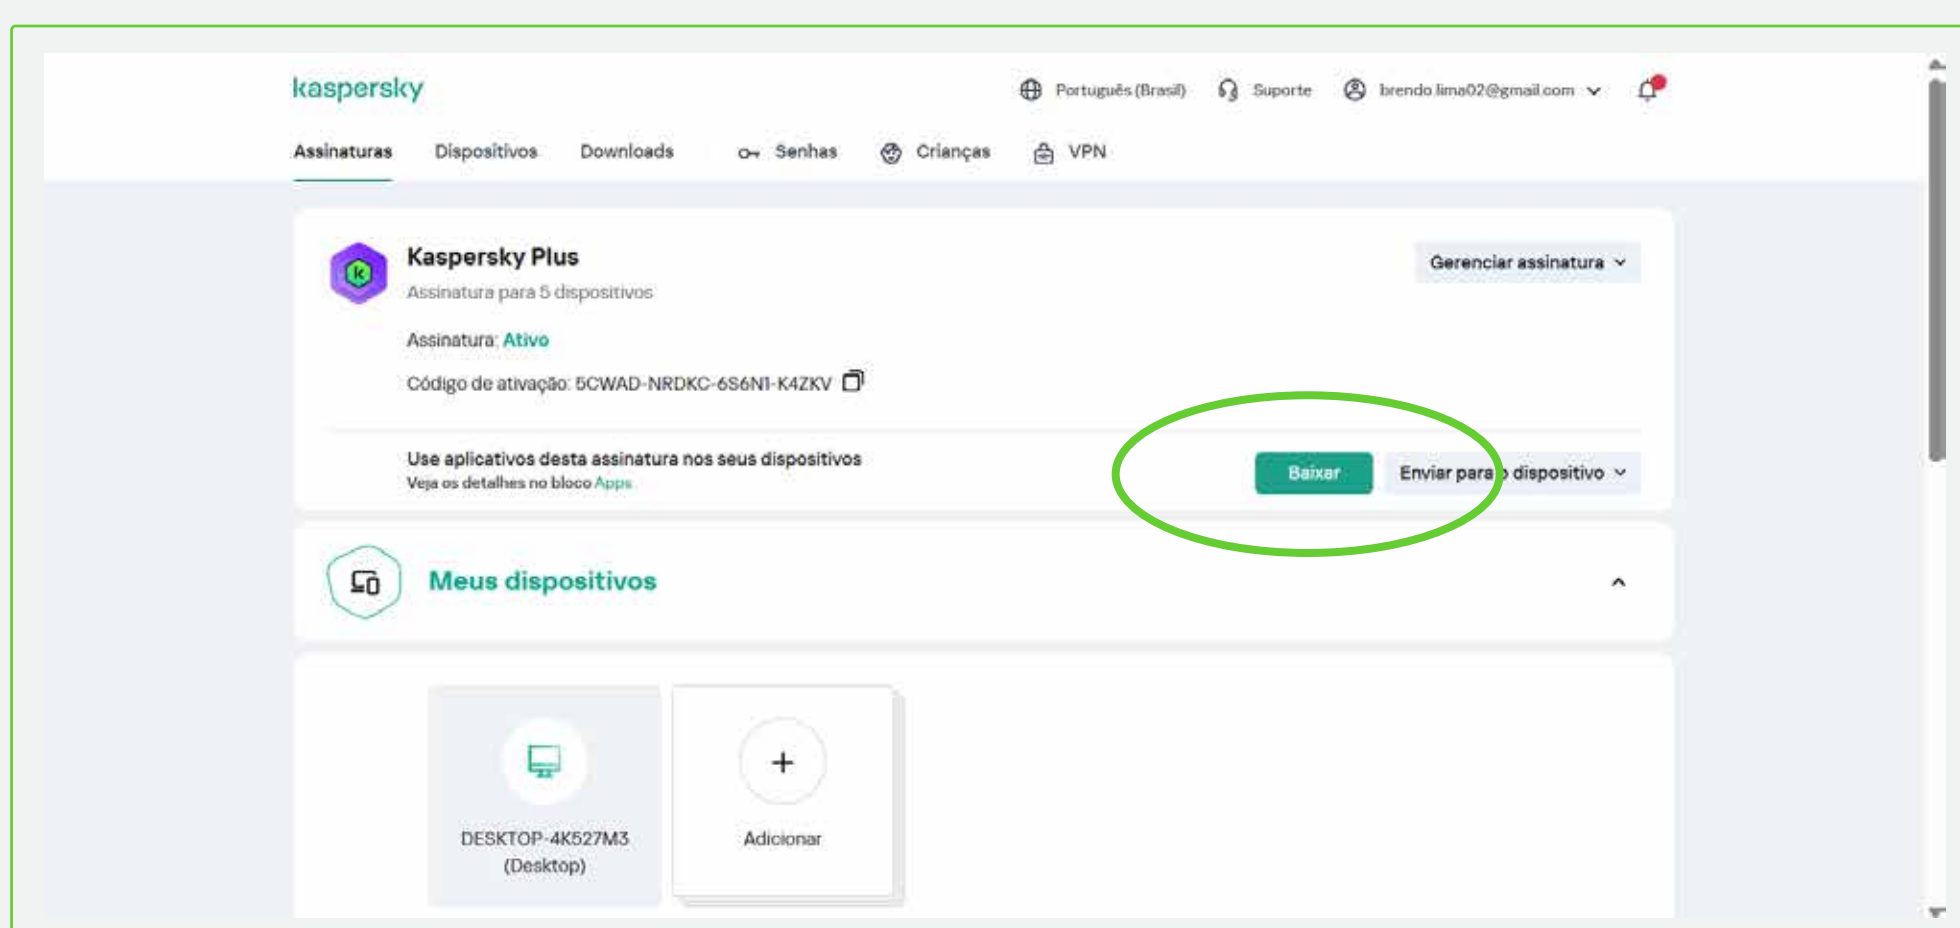 kaspersky
Português (Brasil) Suporte brendo.lima02@gmail.com
Assinaturas Dispositivos Downloads Senhas Crianças VPN
Kaspersky Plus
Gerenciar assinatura
Assinatura para 5 dispositivos
Assinatura: Ativo
Código de ativação: 5CWAD-NRDKC-6S6N1-K4ZKV
Use aplicativos desta assinatura nos seus dispositivos
Veja os detalhes no bloco Apps
Baixar Enviar para o dispositivo
Meus dispositivos
DESKTOP-4K527M3
(Desktop)
Adicionar